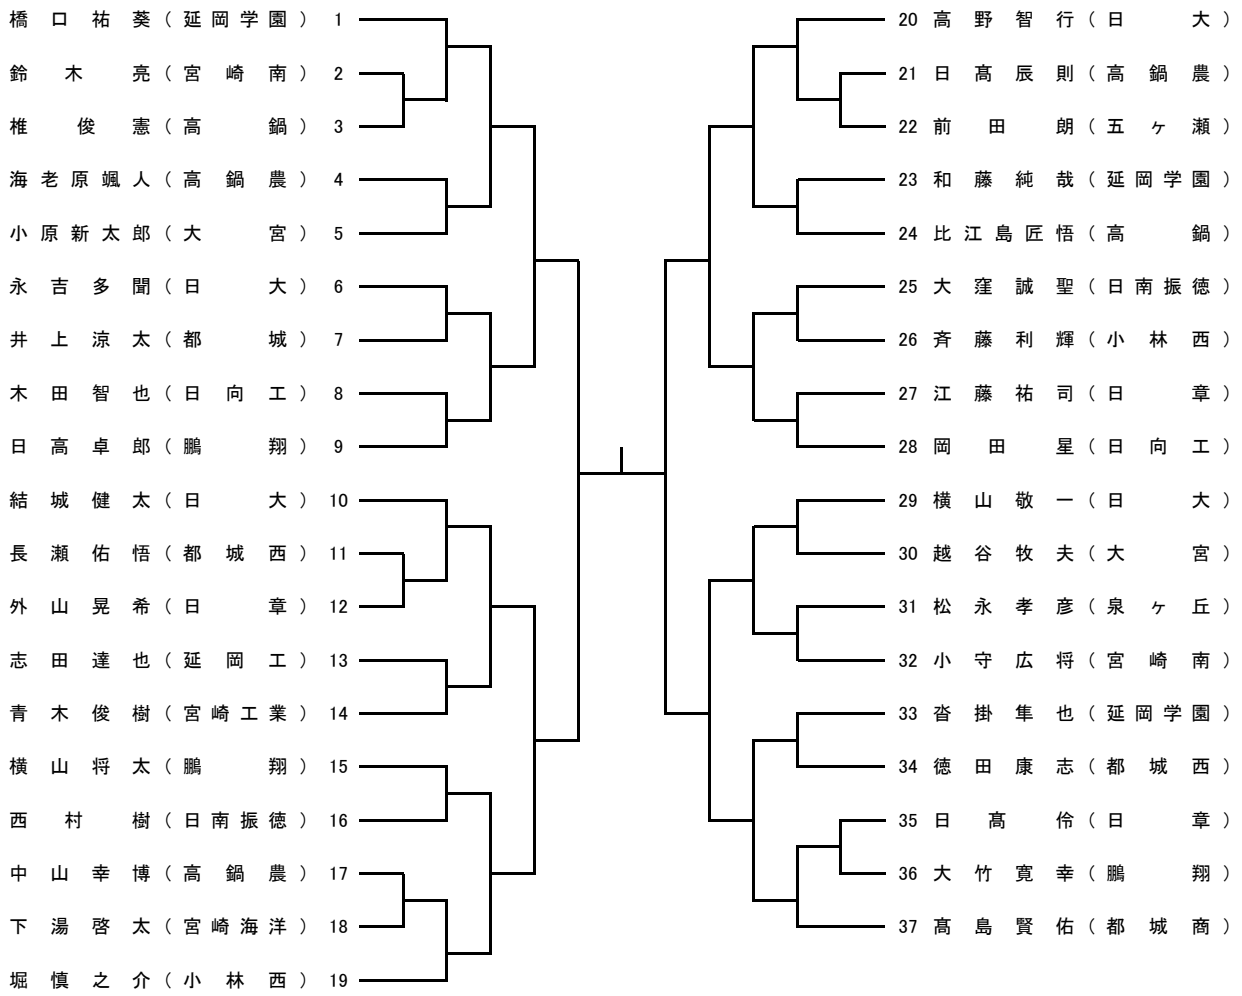 橋口祐葵（延岡学園） 1
鈴木亮（宮崎南） 2
椎俊憲（高鍋） 3
海老原颯人（高鍋農） 4
小原新太郎（大宮） 5
永吉多聞（日大） 6
井上涼太（都城） 7
木田智也（日向工） 8
日高卓郎（鵬翔） 9
結城健太（日大） 10
長瀬佑悟（都城西） 11
外山晃希（日章） 12
志田達也（延岡工） 13
青木俊樹（宮崎工業） 14
横山将太（鵬翔） 15
西村樹（日南振徳） 16
中山幸博（高鍋農） 17
下湯啓太（宮崎海洋） 18
堀慎之介（小林西） 19
20 高野智行（日大）
21 日髙辰則（高鍋農）
22 前田朗（五ヶ瀬）
23 和藤純哉（延岡学園）
24 比江島匠悟（高鍋）
25 大窪誠聖（日南振徳）
26 斉藤利輝（小林西）
27 江藤祐司（日章）
28 岡田星（日向工）
29 横山敬一（日大）
30 越谷牧夫（大宮）
31 松永孝彦（泉ヶ丘）
32 小守広将（宮崎南）
33 沓掛隼也（延岡学園）
34 徳田康志（都城西）
35 日髙伶（日章）
36 大竹寛幸（鵬翔）
37 髙島賢佑（都城商）